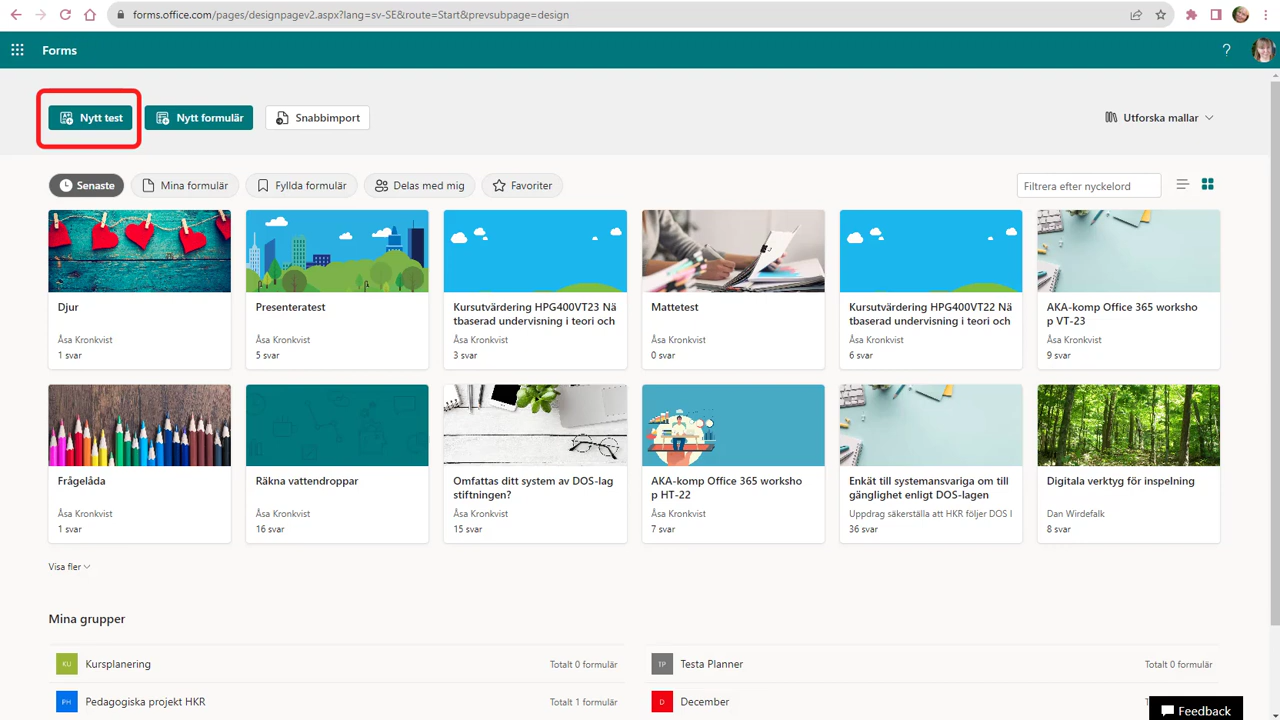 forms.office.com/pages/designpagev2.aspx?lang=sv-SE&route=Start&prevsubpage=design
Forms
?
Nytt test
Nytt formulär
Snabbimport
Utforska mallar
Senaste
Mina formulär
Fyllda formulär
Delas med mig
Favoriter
Filtrera efter nyckelord
Djur
Åsa Kronkvist
1 svar
Presenteratest
Åsa Kronkvist
5 svar
Kursutvärdering HPG400VT23 Nä
tbaserad undervisning i teori och
Åsa Kronkvist
3 svar
Mattetest
Åsa Kronkvist
0 svar
Kursutvärdering HPG400VT22 Nä
tbaserad undervisning i teori och
Åsa Kronkvist
6 svar
AKA-komp Office 365 worksho
p VT-23
Åsa Kronkvist
9 svar
Frågelåda
Åsa Kronkvist
1 svar
Räkna vattendroppar
Åsa Kronkvist
16 svar
Omfattas ditt system av DOS-lag
stiftningen?
Åsa Kronkvist
15 svar
AKA-komp Office 365 worksho
p HT-22
Åsa Kronkvist
7 svar
Enkät till systemansvariga om till
gänglighet enligt DOS-lagen
Uppdrag säkerställa att HKR följer DOS l
36 svar
Digitala verktyg för inspelning
Dan Wirdefalk
8 svar
Visa fler
Mina grupper
KU
Kursplanering
Totalt 0 formulär
TP
Testa Planner
Totalt 0 formulär
PH
Pedagogiska projekt HKR
Totalt 1 formulär
D
December
Feedback